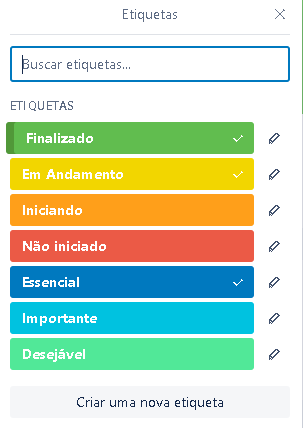 Etiquetas
Buscar etiquetas...
ETIQUETAS
Finalizado
Em Andamento
Iniciando
Não iniciado
Essencial
Importante
Desejável
Criar uma nova etiqueta